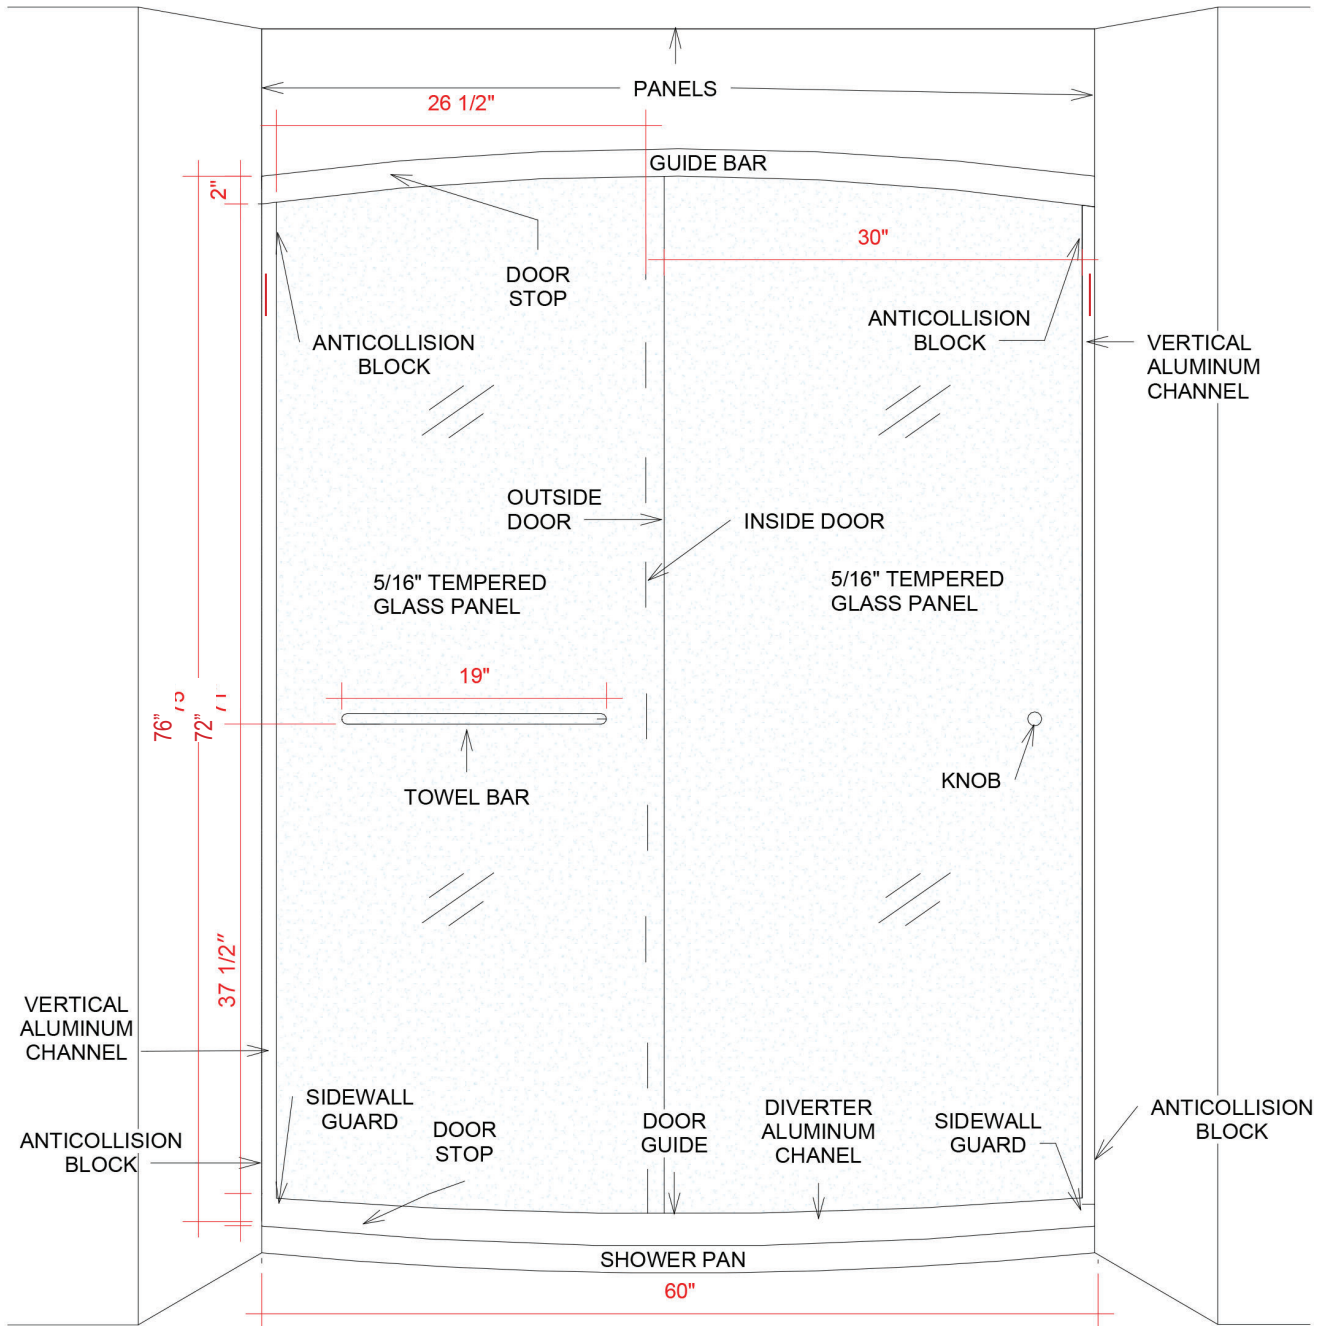 PANELS
26 1/2"
GUIDE BAR
2"
30"
DOOR
STOP
ANTICOLLISION
BLOCK
ANTICOLLISION
BLOCK
VERTICAL
ALUMINUM
CHANNEL
OUTSIDE
DOOR
INSIDE DOOR
5/16" TEMPERED
GLASS PANEL
5/16" TEMPERED
GLASS PANEL
19"
76"
72"
TOWEL BAR
KNOB
37 1/2"
VERTICAL
ALUMINUM
CHANNEL
SIDEWALL
GUARD
DOOR
STOP
DOOR
GUIDE
DIVERTER
ALUMINUM
CHANEL
SIDEWALL
GUARD
ANTICOLLISION
BLOCK
ANTICOLLISION
BLOCK
SHOWER PAN
60"